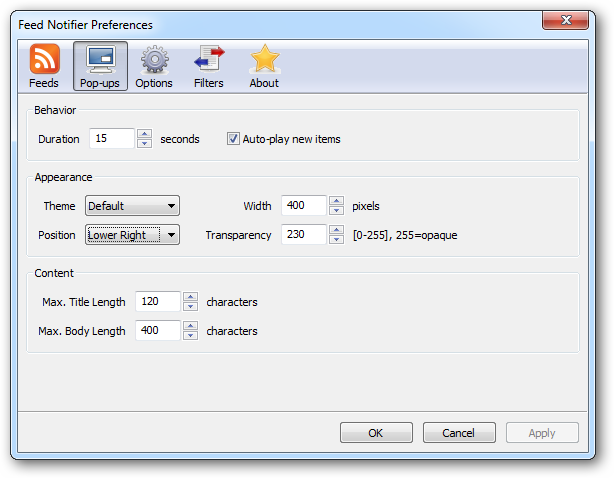 Feed Notifier Preferences
Feeds Pop-ups Options Filters About
Behavior
Duration 15 seconds Auto-play new items
Appearance
Theme Default Width 400 pixels
Position Lower Right Transparency 230 [0-255], 255=opaque
Content
Max. Title Length 120 characters
Max. Body Length 400 characters
OK Cancel Apply